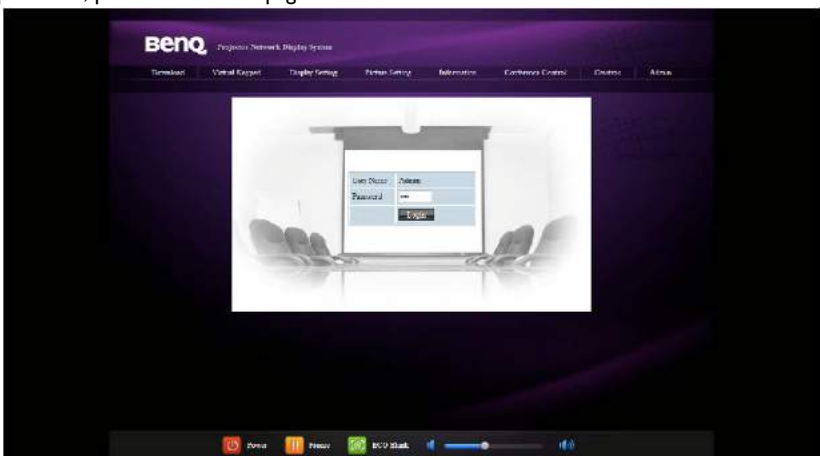 BenQ Projector Network Display System
Download Virtual Keypad Display Setting Picture Setting Information Conference Control Crestron Admin
User Name Admin
Password ••••
Login
Power Freeze ECO Blank